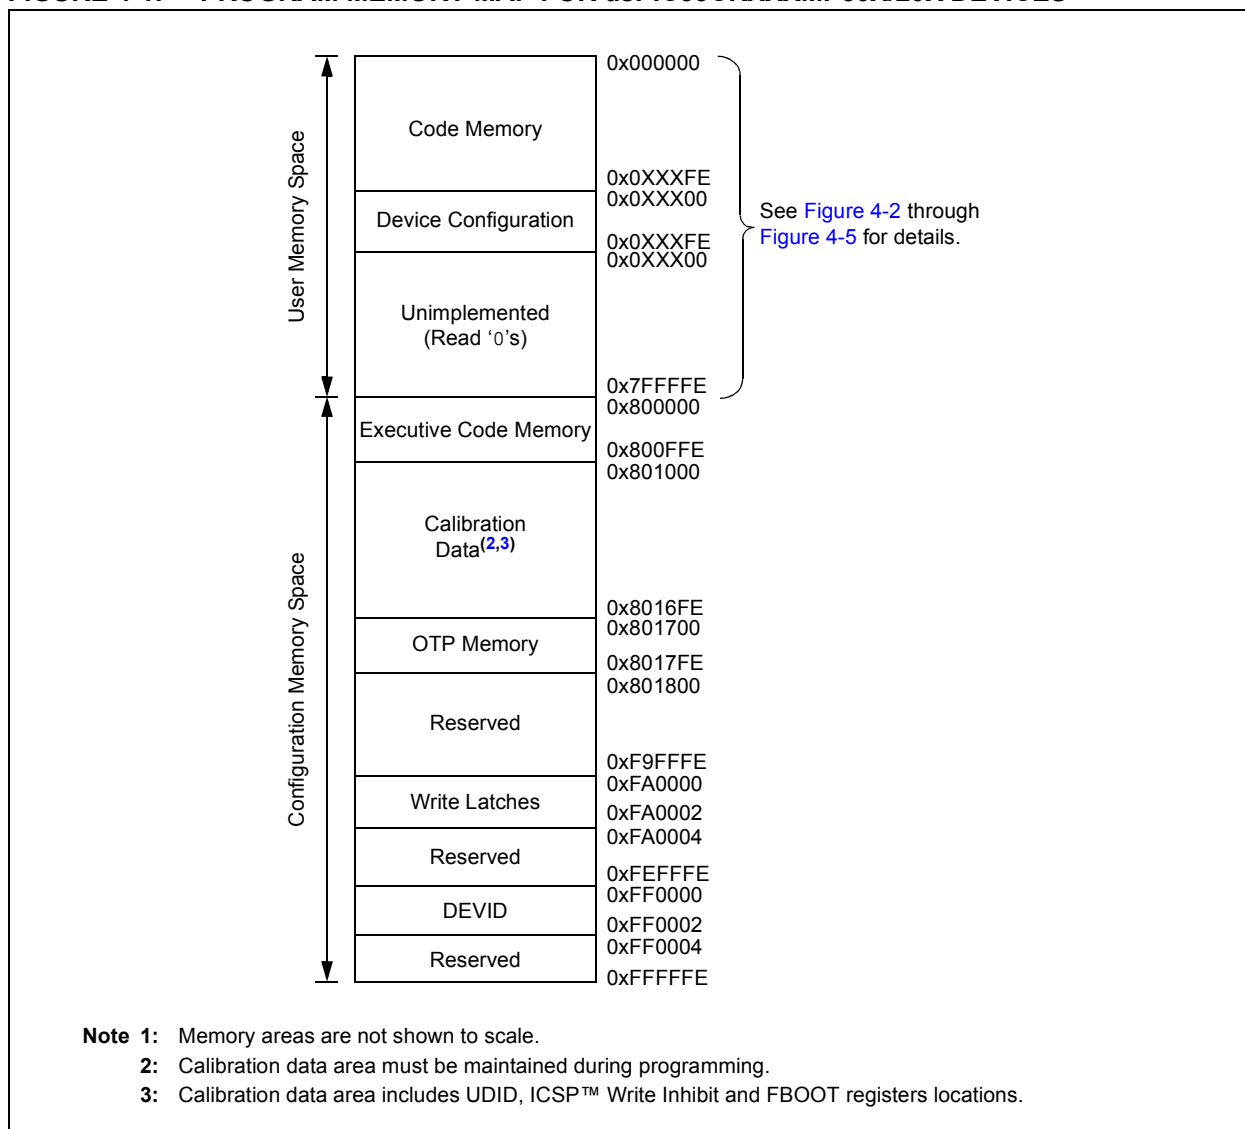 0x000000
Code Memory
0x0XXXFE
0x0XXX00
Device Configuration
0x0XXXFE
0x0XXX00
Unimplemented
(Read ‘0’s)
0x7FFFFE
User Memory Space
See Figure 4-2 through
Figure 4-5 for details.
0x800000
Executive Code Memory
0x800FFE
0x801000
Calibration
Data(2,3)
0x8016FE
0x801700
OTP Memory
0x8017FE
0x801800
Reserved
0xF9FFFE
0xFA0000
Write Latches
0xFA0002
0xFA0004
Reserved
0xFEFFFE
0xFF0000
DEVID
0xFF0002
0xFF0004
Reserved
0xFFFFFE
Configuration Memory Space
Note 1: Memory areas are not shown to scale.
2: Calibration data area must be maintained during programming.
3: Calibration data area includes UDID, ICSP™ Write Inhibit and FBOOT registers locations.